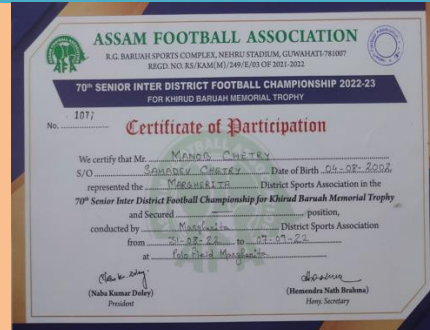 ASSAM FOOTBALL ASSOCIATION
R.G. BARUAH SPORTS COMPLEX, NEHRU STADIUM, GUWAHATI-781007
REGD. NO. RS/KAM(M)/249/E/03 OF 2021-2022
AFA
70th SENIOR INTER DISTRICT FOOTBALL CHAMPIONSHIP 2022-23
FOR KHIRUD BARUAH MEMORIAL TROPHY
No. 1077
Certificate of Participation
We certify that Mr. MANOB CHETRY
S/O SAHADEV CHETRY Date of Birth 04-08-2002
represented the MARGHERITA District Sports Association in the
70th Senior Inter District Football Championship for Khirud Baruah Memorial Trophy
and Secured position,
conducted by Margherita District Sports Association
from 31-08-22 to 07-09-22
at Polo Field Margherita
(Naba Kumar Doley) (Hemendra Nath Brahma)
President Hony. Secretary